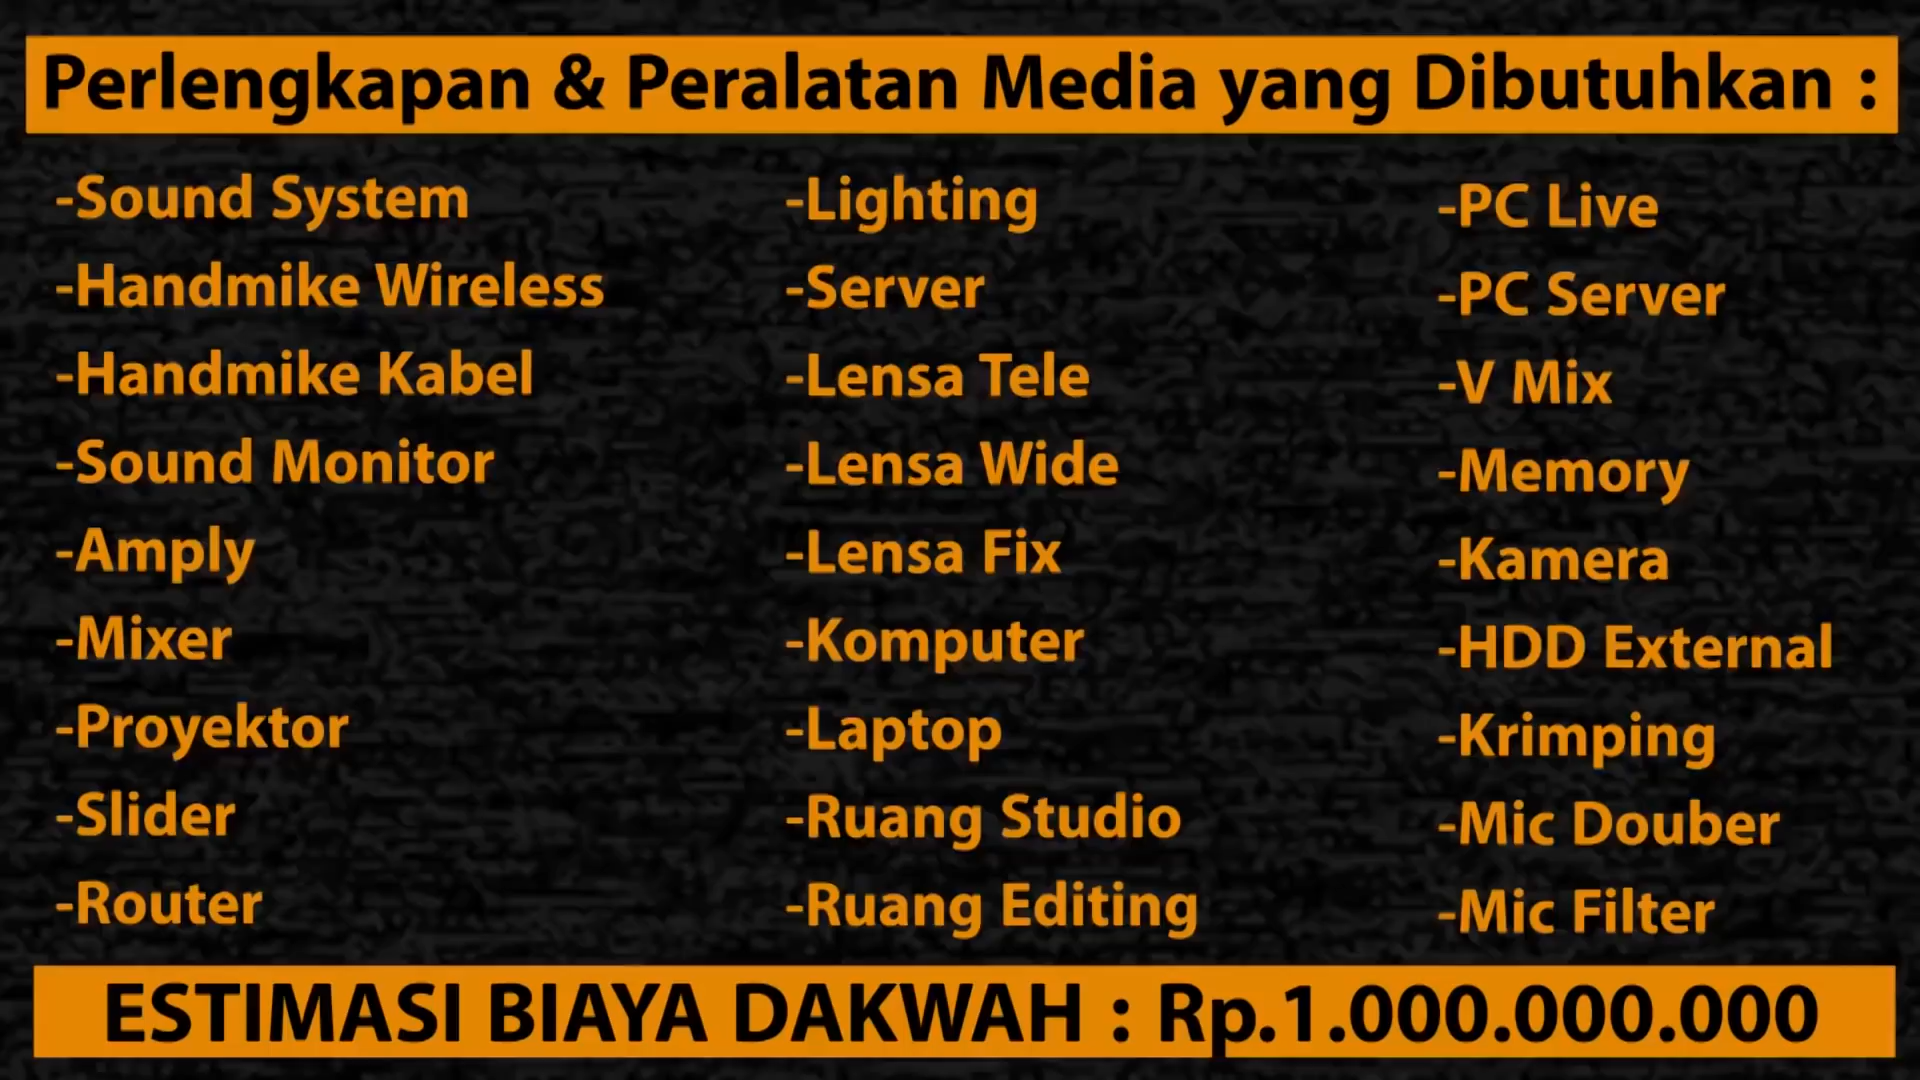 Perlengkapan & Peralatan Media yang Dibutuhkan :
-Sound System
-Handmike Wireless
-Handmike Kabel
-Sound Monitor
-Amply
-Mixer
-Proyektor
-Slider
-Router
-Lighting
-Server
-Lensa Tele
-Lensa Wide
-Lensa Fix
-Komputer
-Laptop
-Ruang Studio
-Ruang Editing
-PC Live
-PC Server
-V Mix
-Memory
-Kamera
-HDD External
-Krimping
-Mic Douber
-Mic Filter
ESTIMASI BIAYA DAKWAH : Rp.1.000.000.000